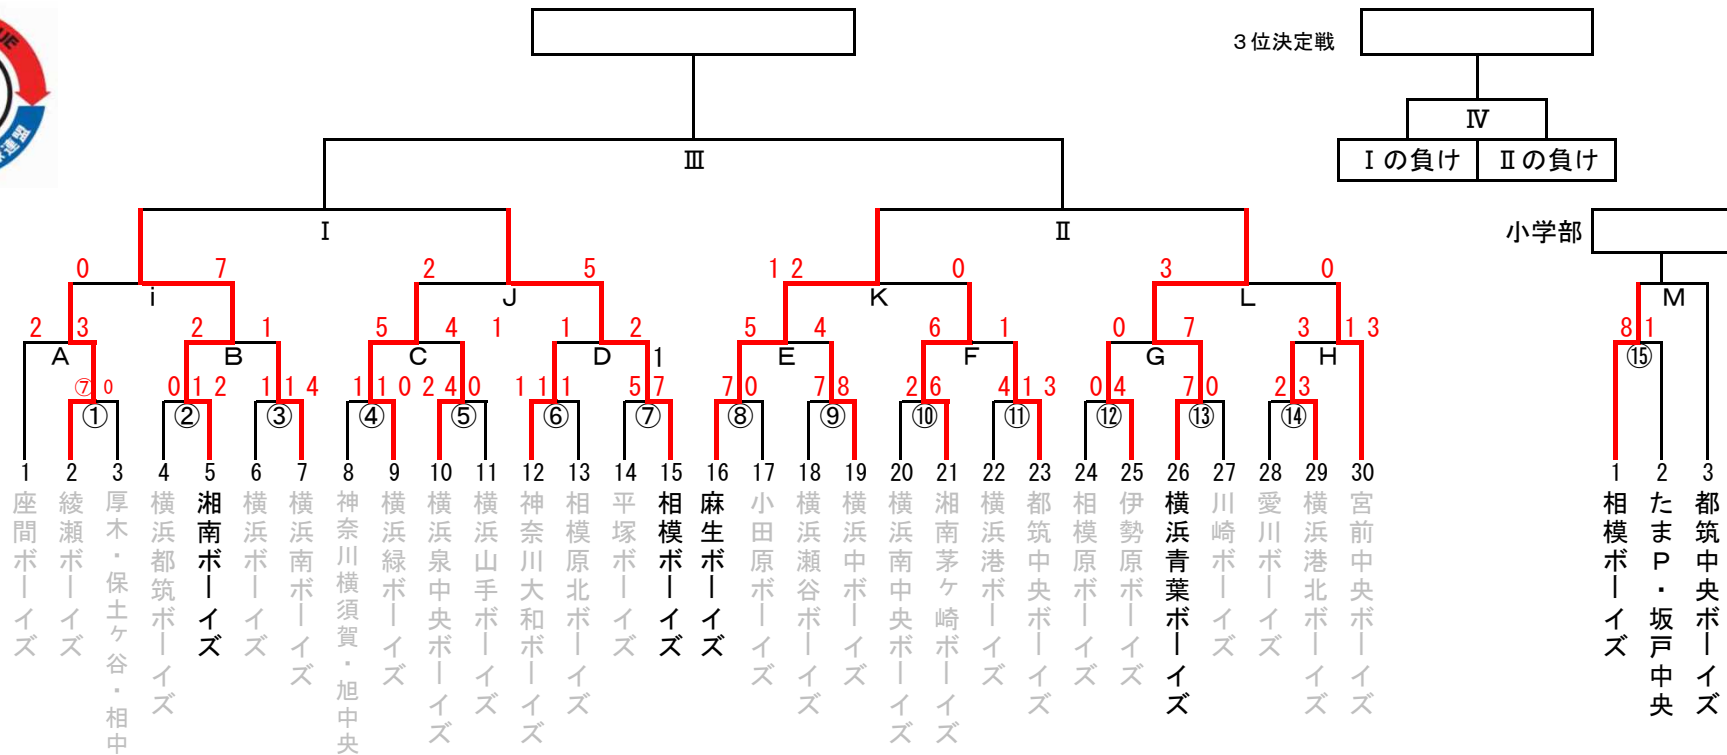 UE
連盟
3位決定戦
Ⅳ
Ⅰの負け Ⅱの負け
Ⅲ
小学部
Ⅰ Ⅱ
0 7 2 5 12 0 3 0
i J K L M
2 3 2 1 5 4 1 1 2 5 4 6 1 0 7 3 13 8 1
A B C D 1 E F G H ⑮
⑦ 0 0 12 1 14 1 10 24 0 1 11 5 7 7 0 7 8 2 6 4 13 0 4 7 0 2 3
① ② ③ ④ ⑤ ⑥ ⑦ ⑧ ⑨ ⑩ ⑪ ⑫ ⑬ ⑭
1 2 3 4 5 6 7 8 9 10 11 12 13 14 15 16 17 18 19 20 21 22 23 24 25 26 27 28 29 30
座間ボーイズ
綾瀬ボーイズ
厚木・保土ケ谷・相中
横浜都筑ボーイズ
湘南ボーイズ
横浜ボーイズ
横浜南ボーイズ
神奈川横須賀・旭中央
横浜緑ボーイズ
横浜泉中央ボーイズ
横浜山手ボーイズ
神奈川大和ボーイズ
相模原北ボーイズ
平塚ボーイズ
相模ボーイズ
麻生ボーイズ
小田原ボーイズ
横浜瀬谷ボーイズ
横浜中ボーイズ
横浜南中央ボーイズ
湘南茅ケ崎ボーイズ
横浜港ボーイズ
都筑中央ボーイズ
相模原ボーイズ
伊勢原ボーイズ
横浜青葉ボーイズ
川崎ボーイズ
愛川ボーイズ
横浜港北ボーイズ
宮前中央ボーイズ
1 2 3
相模ボーイズ
たまP・坂戸中央
都筑中央ボーイズ